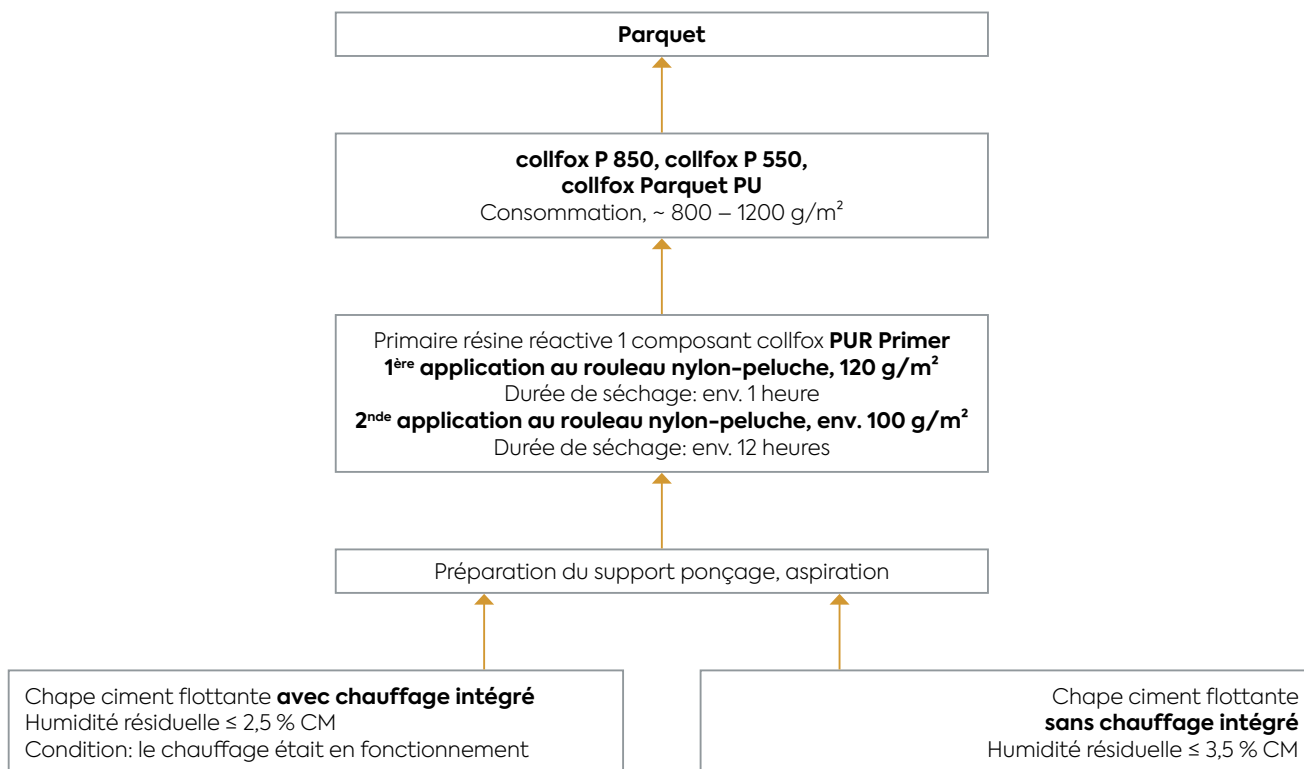 Parquet
collfox P 850, collfox P 550,
collfox Parquet PU
Consommation, ~ 800 – 1200 g/m²
Primaire résine réactive 1 composant collfox PUR Primer
1ère application au rouleau nylon-peluche, 120 g/m²
Durée de séchage: env. 1 heure
2nde application au rouleau nylon-peluche, env. 100 g/m²
Durée de séchage: env. 12 heures
Préparation du support ponçage, aspiration
Chape ciment flottante avec chauffage intégré
Humidité résiduelle ≤ 2,5 % CM
Condition: le chauffage était en fonctionnement
Chape ciment flottante
sans chauffage intégré
Humidité résiduelle ≤ 3,5 % CM